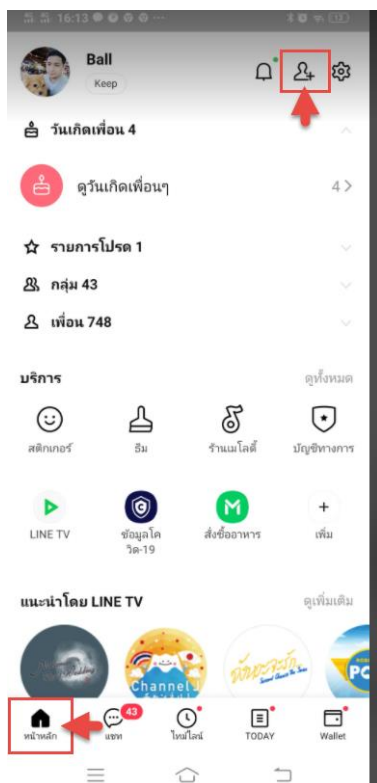 16:13
Ball
Keep
วันเกิดเพื่อน 4
ดูวันเกิดเพื่อนๆ
4 >
รายการโปรด 1
กลุ่ม 43
เพื่อน 748
บริการ
ดูทั้งหมด
สติกเกอร์
ธีม
ร้านเมโลดี้
บัญชีทางการ
LINE TV
ข้อมูลโค
วิด-19
สั่งซื้ออาหาร
เพิ่ม
แนะนำโดย LINE TV
ดูเพิ่มเติม
Channel
PO
43
หน้าหลัก
แชท
ไทม์ไลน์
TODAY
Wallet